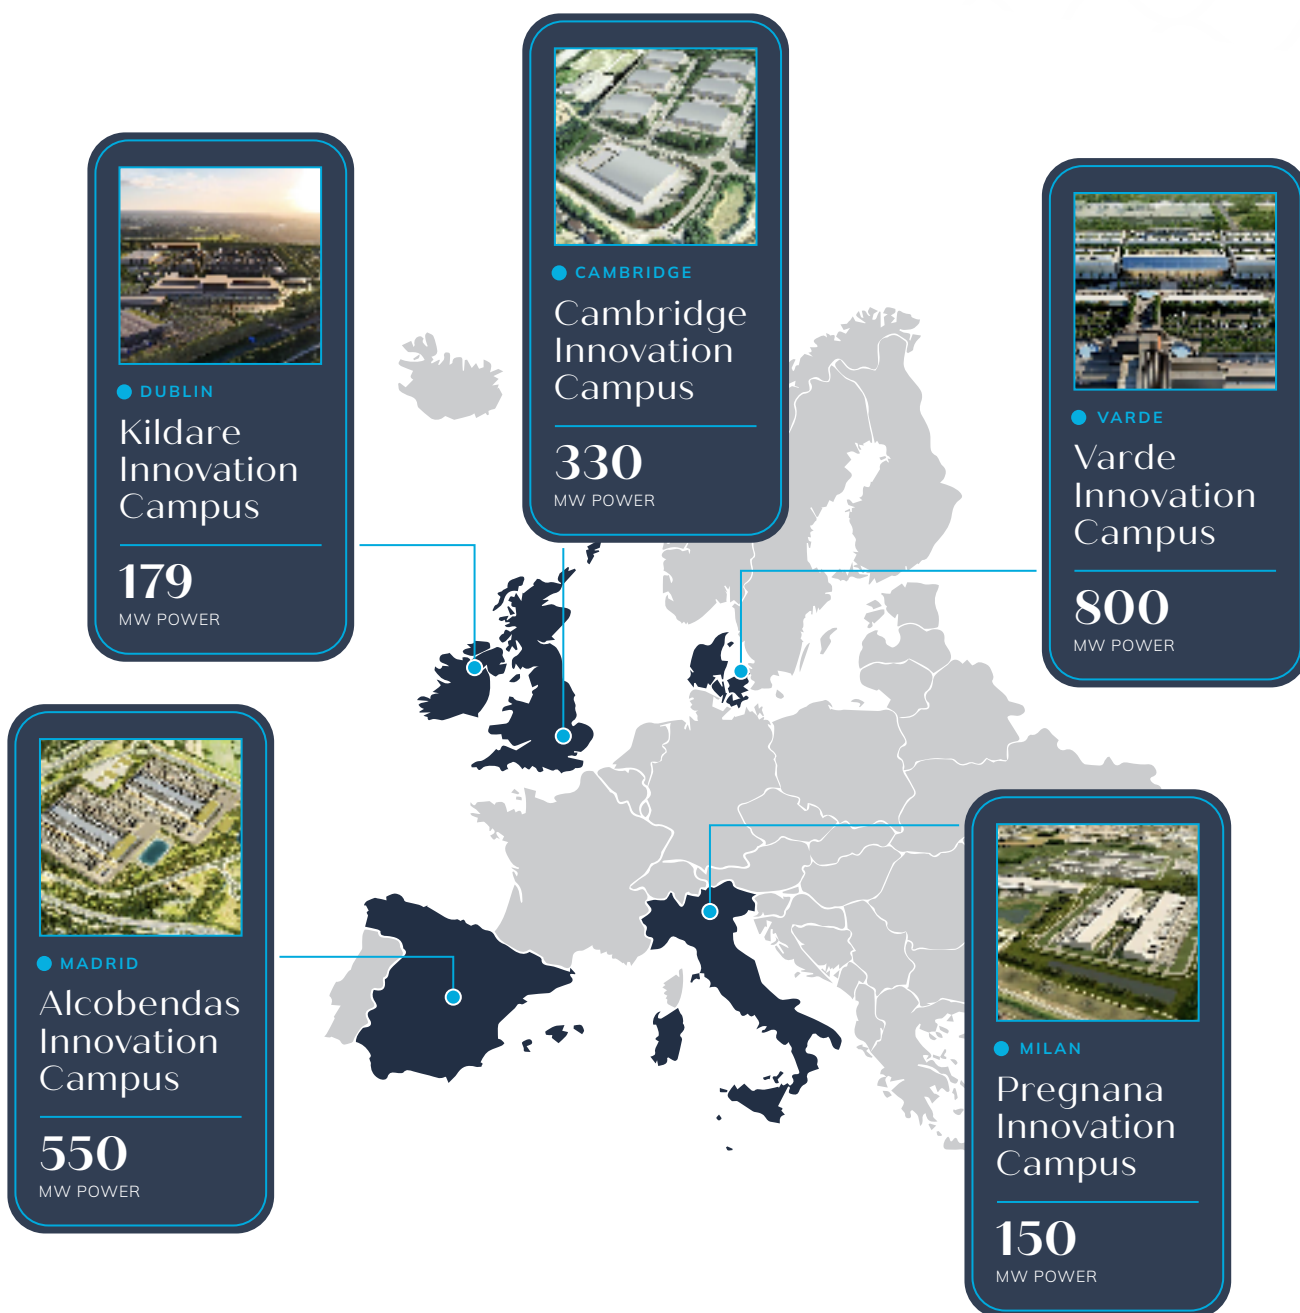 CAMBRIDGE
Cambridge
Innovation
Campus
330
MW POWER
DUBLIN
Kildare
Innovation
Campus
179
MW POWER
VARDE
Varde
Innovation
Campus
800
MW POWER
MADRID
Alcobendas
Innovation
Campus
550
MW POWER
MILAN
Pregnana
Innovation
Campus
150
MW POWER